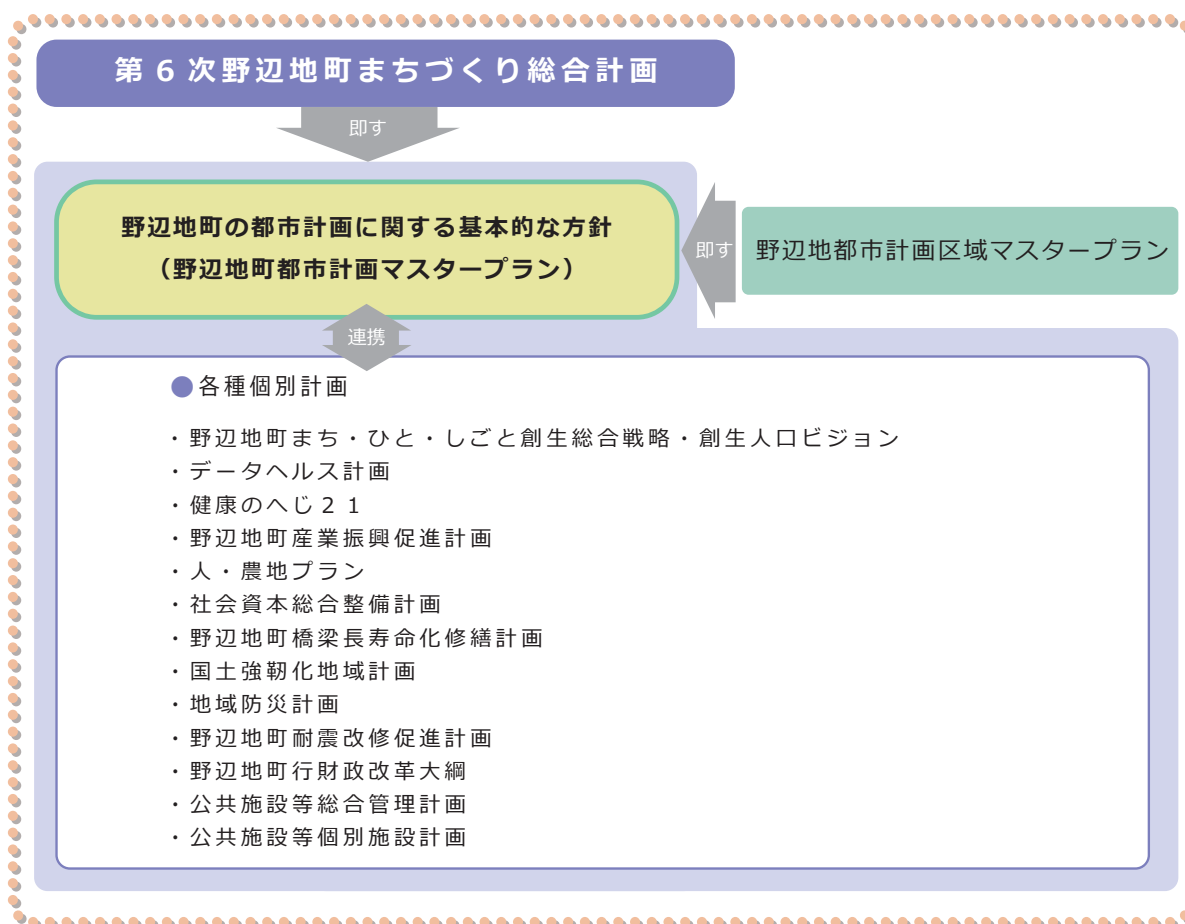 第６次野辺地町まちづくり総合計画
即す
野辺地町の都市計画に関する基本的な方針
（野辺地町都市計画マスタープラン）
即す
野辺地都市計画区域マスタープラン
連携
●各種個別計画
・野辺地町まち・ひと・しごと創生総合戦略・創生人口ビジョン
・データヘルス計画
・健康のへじ２１
・野辺地町産業振興促進計画
・人・農地プラン
・社会資本総合整備計画
・野辺地町橋梁長寿命化修繕計画
・国土強靭化地域計画
・地域防災計画
・野辺地町耐震改修促進計画
・野辺地町行財政改革大綱
・公共施設等総合管理計画
・公共施設等個別施設計画